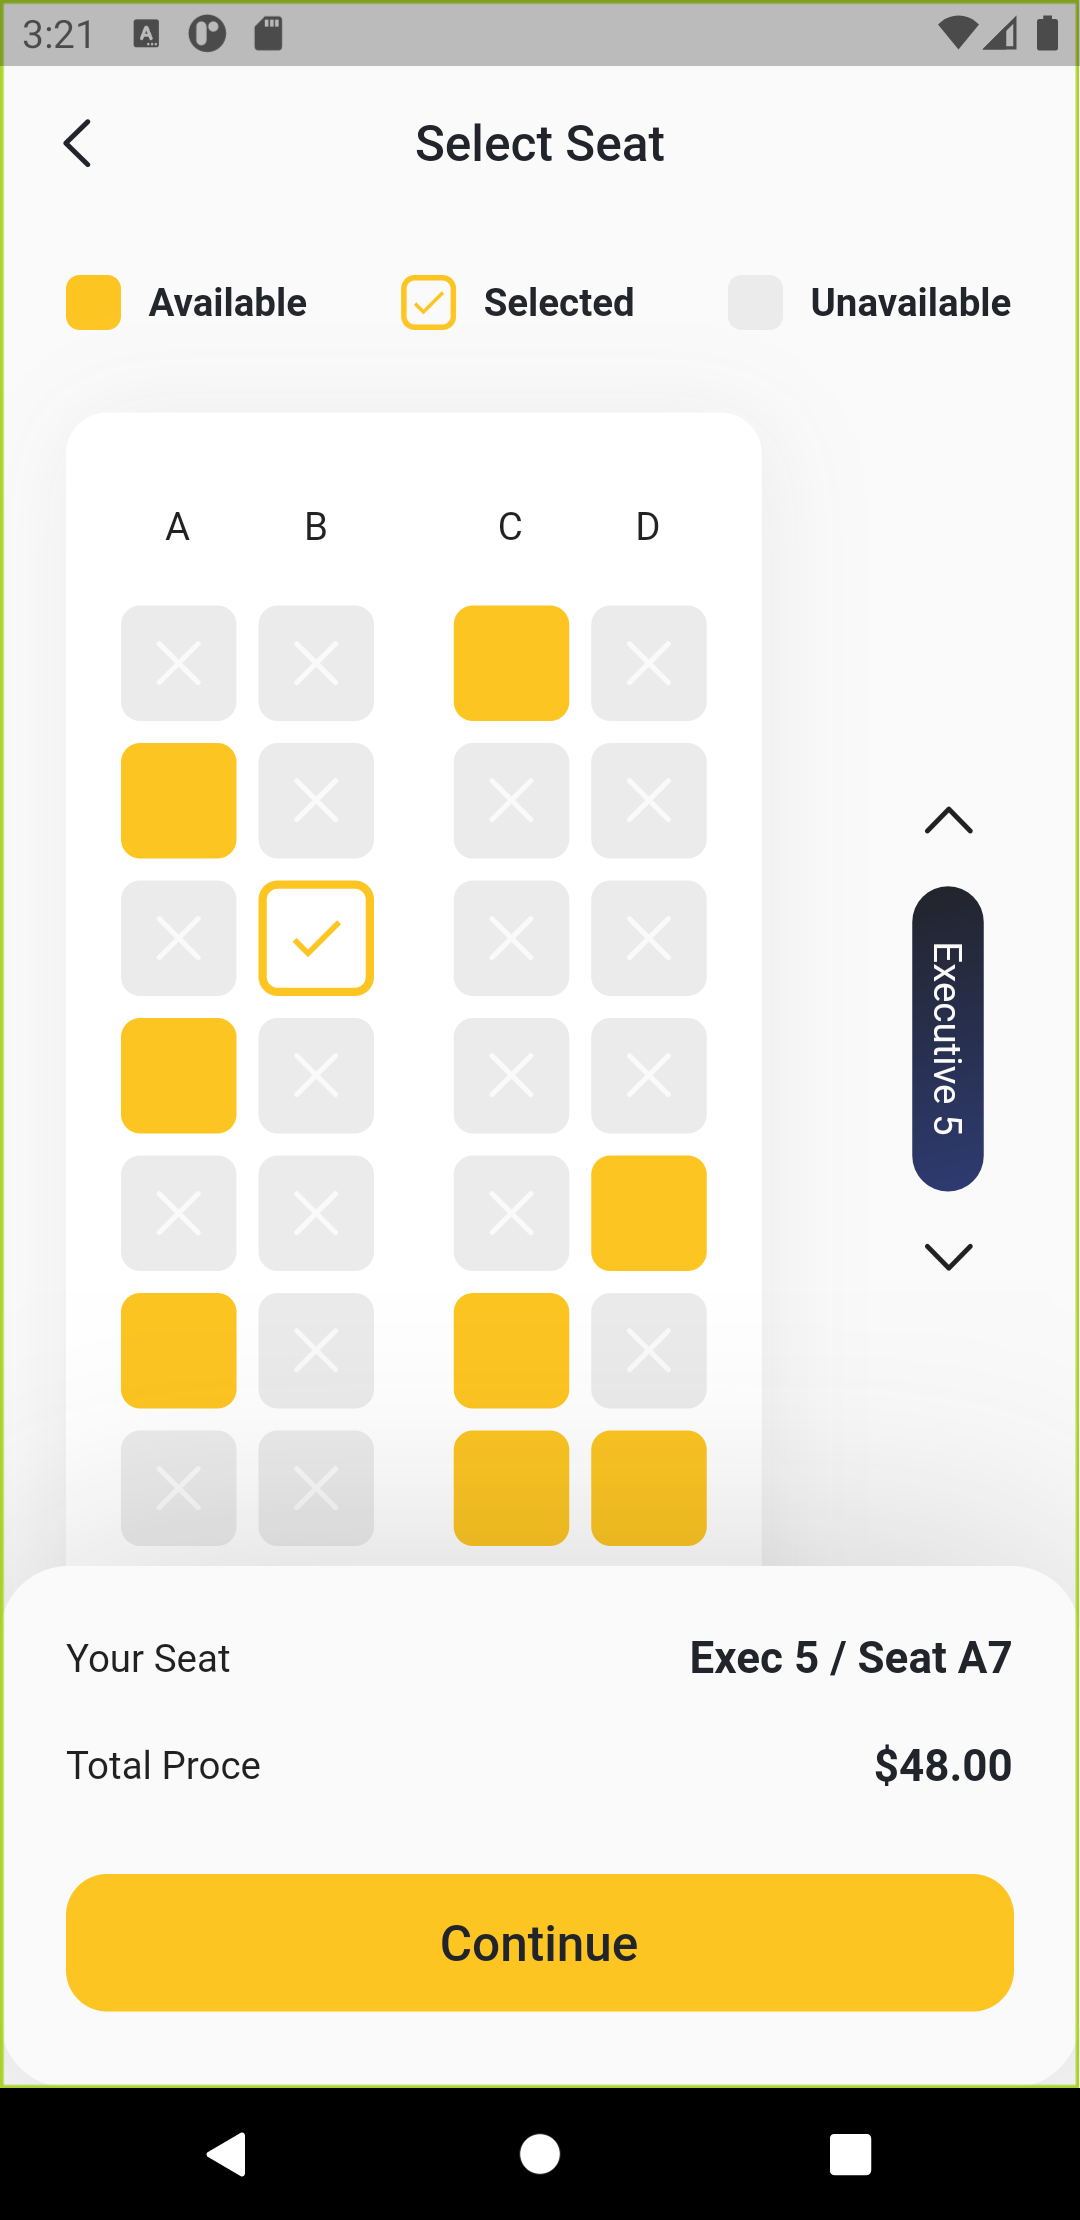 3:21
Select Seat
Available
Selected
Unavailable
A B C D
Executive 5
Your Seat
Exec 5 / Seat A7
Total Proce
$48.00
Continue